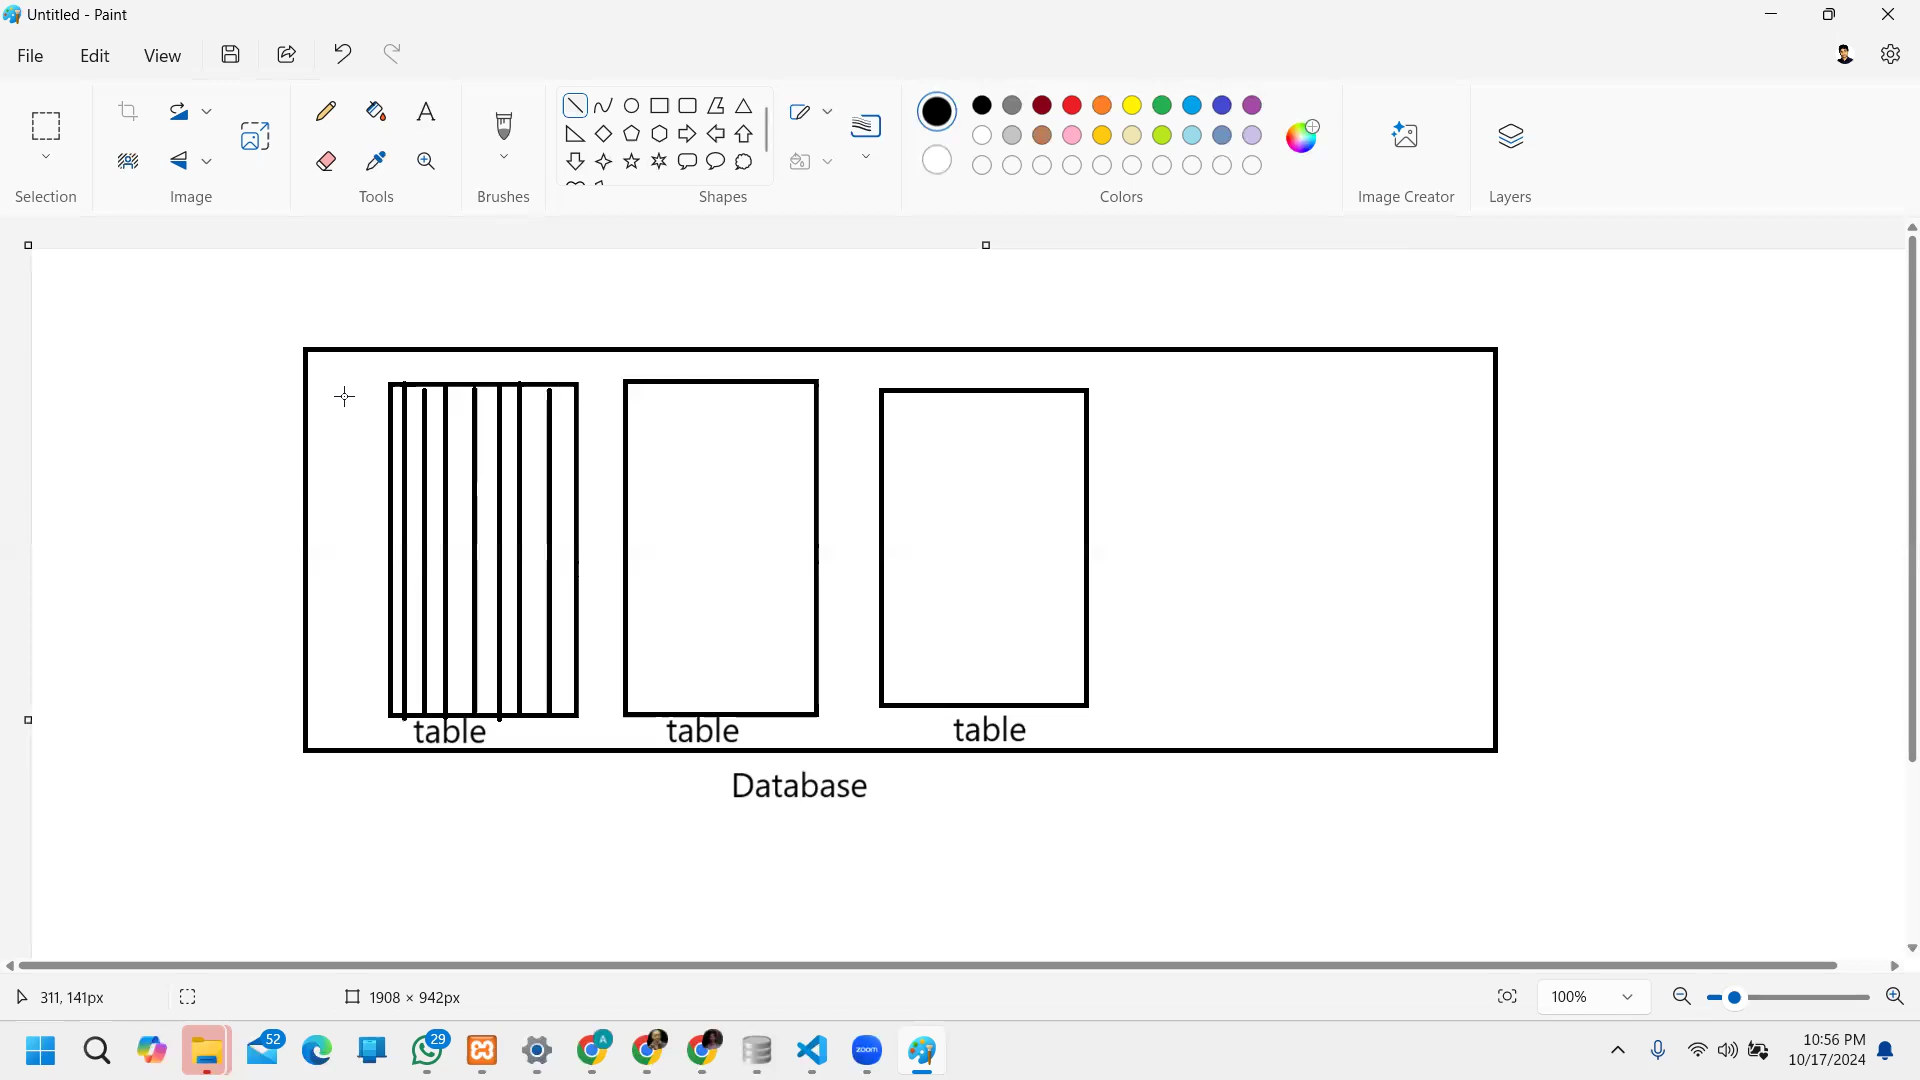 Untitled - Paint
File Edit View
Selection Image Tools Brushes Shapes Colors Image Creator Layers
table table table
Database
311, 141px 1908 × 942px 100%
52 29 A zoom 10:56 PM
10/17/2024